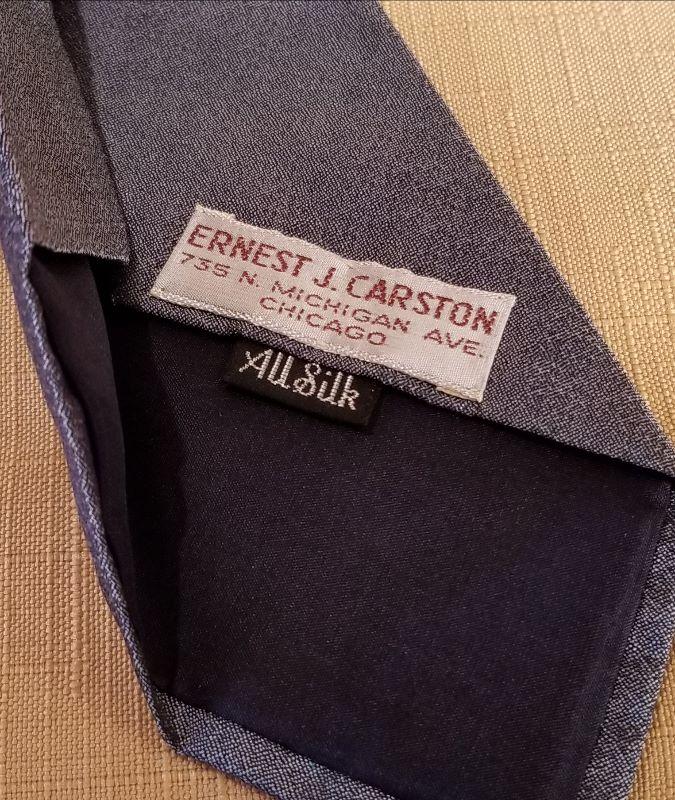 ERNEST J. CARSTON
735 N. MICHIGAN AVE.
CHICAGO
All Silk